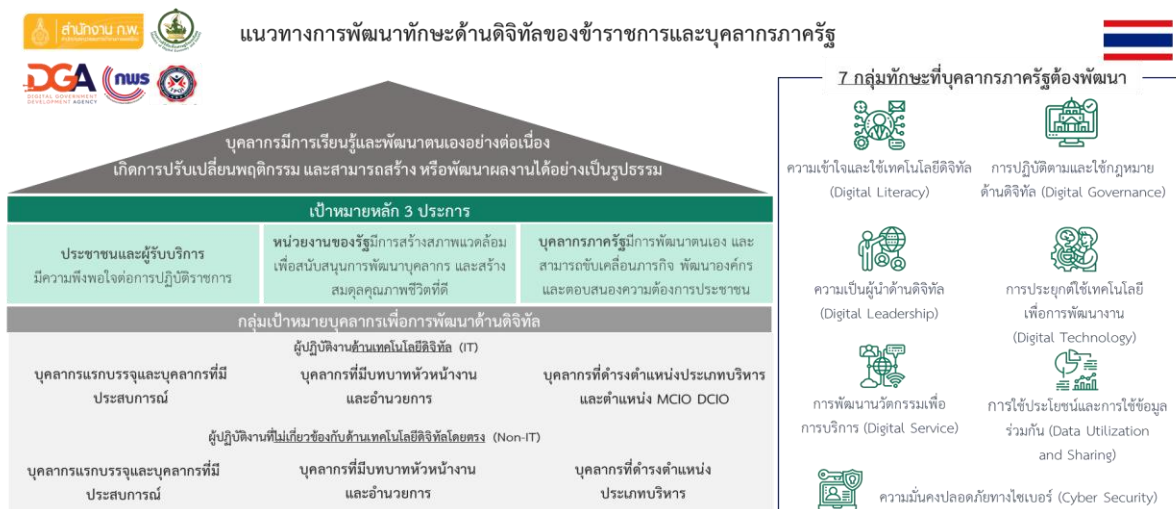 สำนักงาน ก.พ.
แนวทางการพัฒนาทักษะด้านดิจิทัลของข้าราชการและบุคลากรภาครัฐ
DGA
DIGITAL GOVERNMENT
DEVELOPMENT AGENCY
กพร
บุคลากรมีการเรียนรู้และพัฒนาตนเองอย่างต่อเนื่อง
เกิดการปรับเปลี่ยนพฤติกรรม และสามารถสร้าง หรือพัฒนาผลงานได้อย่างเป็นรูปธรรม
เป้าหมายหลัก 3 ประการ
ประชาชนและผู้รับบริการ
มีความพึงพอใจต่อการปฏิบัติราชการ
หน่วยงานของรัฐมีการสร้างสภาพแวดล้อม
เพื่อสนับสนุนการพัฒนาบุคลากร และสร้าง
สมดุลคุณภาพชีวิตที่ดี
บุคลากรภาครัฐมีการพัฒนาตนเอง และ
สามารถขับเคลื่อนภารกิจ พัฒนาองค์กร
และตอบสนองความต้องการประชาชน
กลุ่มเป้าหมายบุคลากรเพื่อการพัฒนาด้านดิจิทัล
ผู้ปฏิบัติงานด้านเทคโนโลยีดิจิทัล (IT)
บุคลากรแรกบรรจุและบุคลากรที่มี
ประสบการณ์
บุคลากรที่มีบทบาทหัวหน้างาน
และอำนวยการ
บุคลากรที่ดำรงตำแหน่งประเภทบริหาร
และตำแหน่ง MCIO DCIO
ผู้ปฏิบัติงานที่ไม่เกี่ยวข้องกับด้านเทคโนโลยีดิจิทัลโดยตรง (Non-IT)
บุคลากรแรกบรรจุและบุคลากรที่มี
ประสบการณ์
บุคลากรที่มีบทบาทหัวหน้างาน
และอำนวยการ
บุคลากรที่ดำรงตำแหน่ง
ประเภทบริหาร
7 กลุ่มทักษะที่บุคลากรภาครัฐต้องพัฒนา
ความเข้าใจและใช้เทคโนโลยีดิจิทัล
(Digital Literacy)
การปฏิบัติตามและใช้กฎหมาย
ด้านดิจิทัล (Digital Governance)
ความเป็นผู้นำด้านดิจิทัล
(Digital Leadership)
การประยุกต์ใช้เทคโนโลยี
เพื่อการพัฒนางาน
(Digital Technology)
การพัฒนานวัตกรรมเพื่อ
การบริการ (Digital Service)
การใช้ประโยชน์และการใช้ข้อมูล
ร่วมกัน (Data Utilization
and Sharing)
ความมั่นคงปลอดภัยทางไซเบอร์ (Cyber Security)